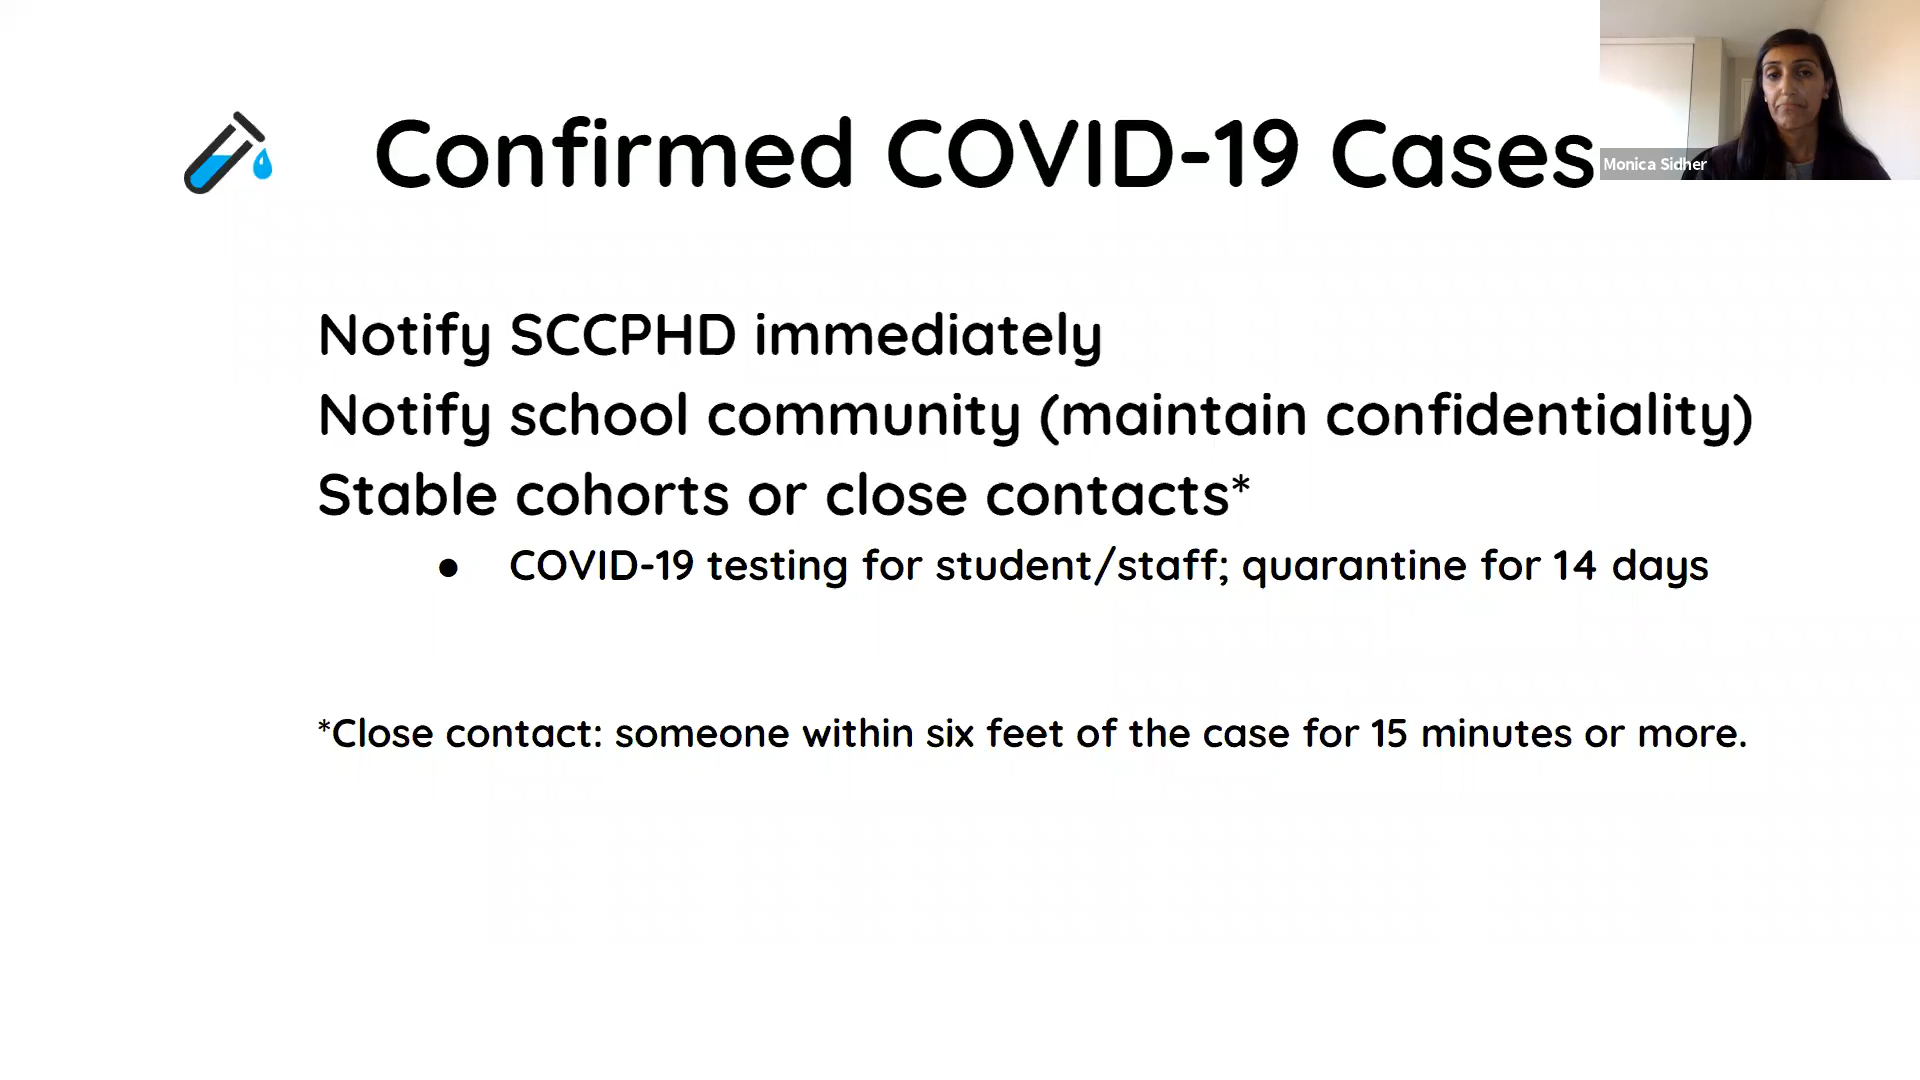 Confirmed COVID-19 Cases
Monica Sidher
Notify SCCPHD immediately
Notify school community (maintain confidentiality)
Stable cohorts or close contacts*
● COVID-19 testing for student/staff; quarantine for 14 days
*Close contact: someone within six feet of the case for 15 minutes or more.